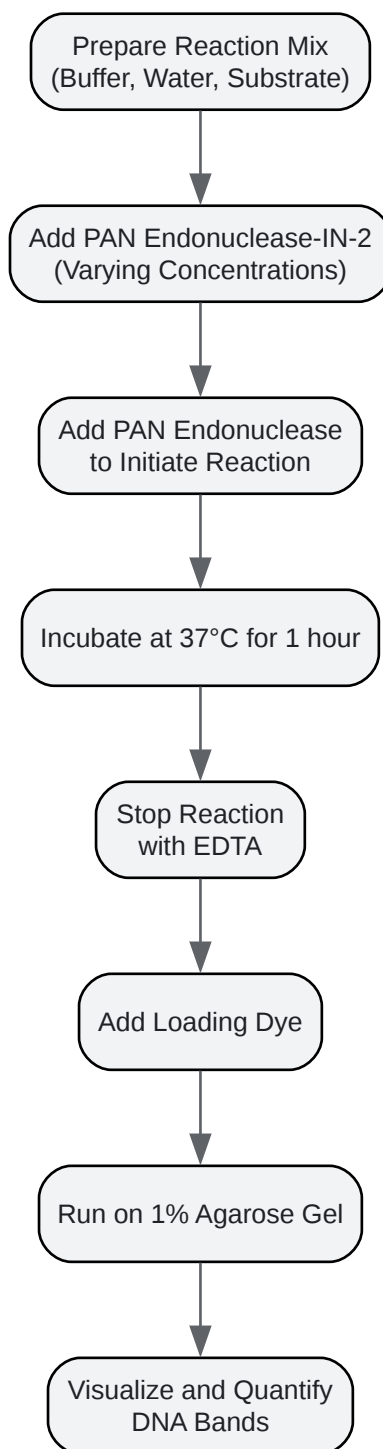 Prepare Reaction Mix
(Buffer, Water, Substrate)
Add PAN Endonuclease-IN-2
(Varying Concentrations)
Add PAN Endonuclease
to Initiate Reaction
Incubate at 37°C for 1 hour
Stop Reaction
with EDTA
Add Loading Dye
Run on 1% Agarose Gel
Visualize and Quantify
DNA Bands